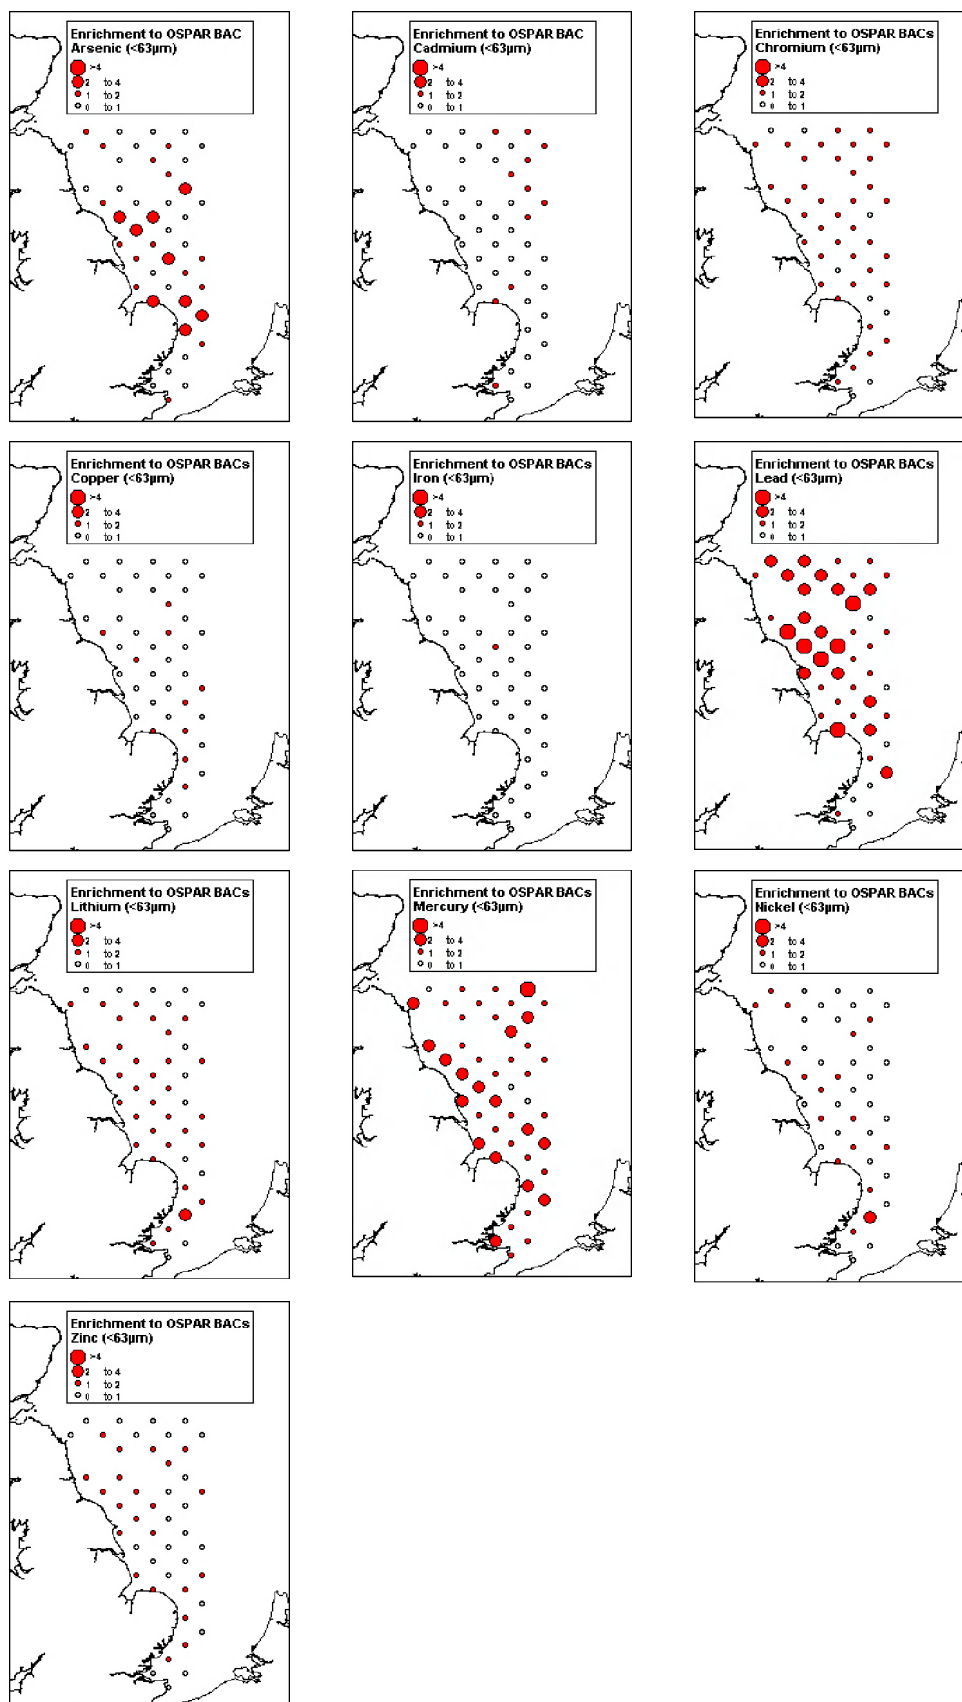 Enrichment to OSPAR BAC
Arsenic (<63µm)
>4
2 to 4
1 to 2
0 to 1
Enrichment to OSPAR BAC
Cadmium (<63µm)
>4
2 to 4
1 to 2
0 to 1
Enrichment to OSPAR BACs
Chromium (<63µm)
>4
2 to 4
1 to 2
0 to 1
Enrichment to OSPAR BACs
Copper (<63µm)
>4
2 to 4
1 to 2
0 to 1
Enrichment to OSPAR BACs
Iron (<63µm)
>4
2 to 4
1 to 2
0 to 1
Enrichment to OSPAR BACs
Lead (<63µm)
>4
2 to 4
1 to 2
0 to 1
Enrichment to OSPAR BACs
Lithium (<63µm)
>4
2 to 4
1 to 2
0 to 1
Enrichment to OSPAR BACs
Mercury (<63µm)
>4
2 to 4
1 to 2
0 to 1
Enrichment to OSPAR BACs
Nickel (<63µm)
>4
2 to 4
1 to 2
0 to 1
Enrichment to OSPAR BACs
Zinc (<63µm)
>4
2 to 4
1 to 2
0 to 1